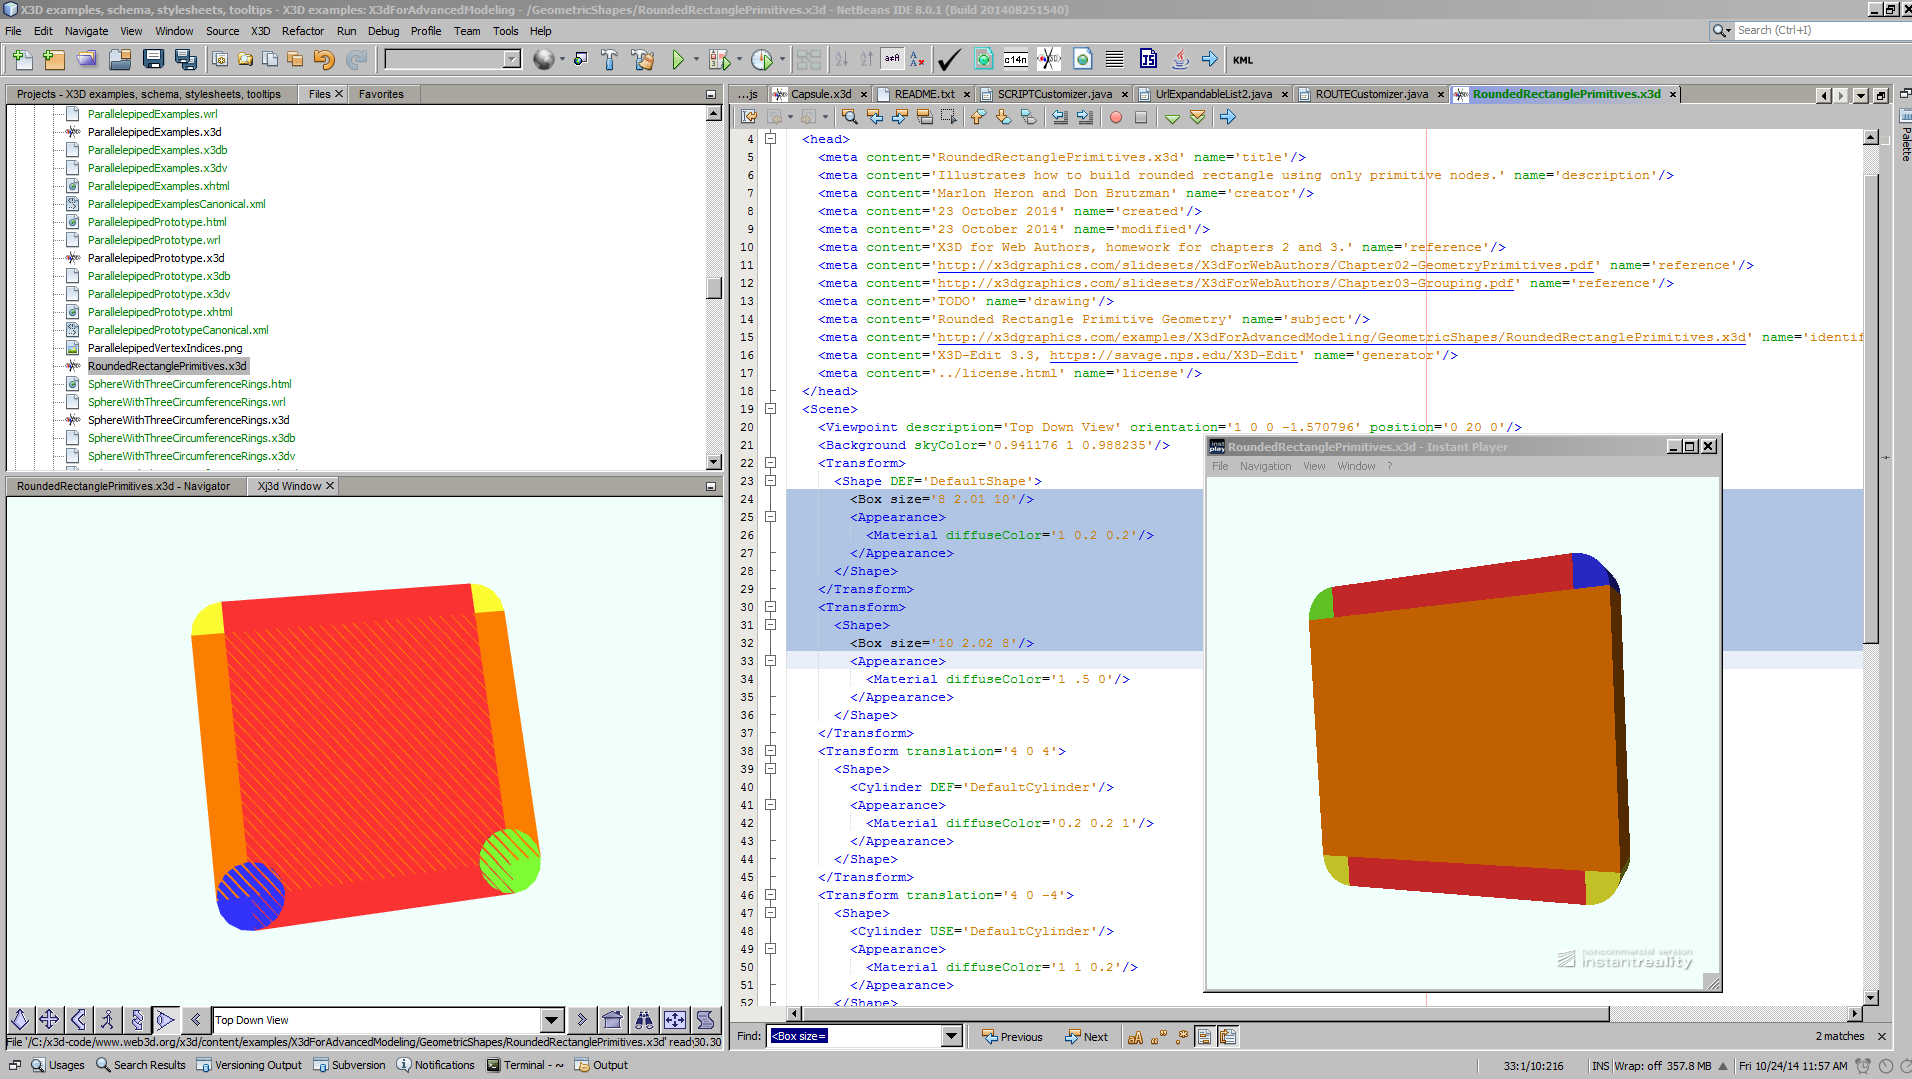 X3D examples, schema, stylesheets, tooltips - X3D examples: X3dForAdvancedModeling - /GeometricShapes/RoundedRectanglePrimitives.x3d - NetBeans IDE 8.0.1 (Build 201408251540)
File Edit Navigate View Window Source X3D Refactor Run Debug Profile Team Tools Help
Search (Ctrl+I)
c14n KML
Projects - X3D examples, schema, stylesheets, tooltips Files Favorites
ParallelepipedExamples.wrl
ParallelepipedExamples.x3d
ParallelepipedExamples.x3db
ParallelepipedExamples.x3dv
ParallelepipedExamples.xhtml
ParallelepipedExamplesCanonical.xml
ParallelepipedPrototype.html
ParallelepipedPrototype.wrl
ParallelepipedPrototype.x3d
ParallelepipedPrototype.x3db
ParallelepipedPrototype.x3dv
ParallelepipedPrototype.xhtml
ParallelepipedPrototypeCanonical.xml
ParallelepipedVertexIndices.png
RoundedRectanglePrimitives.x3d
SphereWithThreeCircumferenceRings.html
SphereWithThreeCircumferenceRings.wrl
SphereWithThreeCircumferenceRings.x3d
SphereWithThreeCircumferenceRings.x3db
SphereWithThreeCircumferenceRings.x3dv
RoundedRectanglePrimitives.x3d - Navigator Xj3d Window
Top Down View
File 'C:/x3d-code/www.web3d.org/x3d/content/examples/X3dForAdvancedModeling/GeometricShapes/RoundedRectanglePrimitives.x3d' ready30.30
...js Capsule.x3d README.txt SCRIPTCustomizer.java UrlExpandableList2.java ROUTECustomizer.java RoundedRectanglePrimitives.x3d
Palette
4 <head>
5 <meta content='RoundedRectanglePrimitives.x3d' name='title'/>
6 <meta content='Illustrates how to build rounded rectangle using only primitive nodes.' name='description'/>
7 <meta content='Marlon Heron and Don Brutzman' name='creator'/>
8 <meta content='23 October 2014' name='created'/>
9 <meta content='23 October 2014' name='modified'/>
10 <meta content='X3D for Web Authors, homework for chapters 2 and 3.' name='reference'/>
11 <meta content='http://x3dgraphics.com/slidesets/X3dForWebAuthors/Chapter02-GeometryPrimitives.pdf' name='reference'/>
12 <meta content='http://x3dgraphics.com/slidesets/X3dForWebAuthors/Chapter03-Grouping.pdf' name='reference'/>
13 <meta content='TODO' name='drawing'/>
14 <meta content='Rounded Rectangle Primitive Geometry' name='subject'/>
15 <meta content='http://x3dgraphics.com/examples/X3dForAdvancedModeling/GeometricShapes/RoundedRectanglePrimitives.x3d' name='identif
16 <meta content='X3D-Edit 3.3, https://savage.nps.edu/X3D-Edit' name='generator'/>
17 <meta content='../license.html' name='license'/>
18 </head>
19 <Scene>
20 <Viewpoint description='Top Down View' orientation='1 0 0 -1.570796' position='0 20 0'/>
21 <Background skyColor='0.941176 1 0.988235'/>
22 <Transform>
23 <Shape DEF='DefaultShape'>
24 <Box size='8 2.01 10'/>
25 <Appearance>
26 <Material diffuseColor='1 0.2 0.2'/>
27 </Appearance>
28 </Shape>
29 </Transform>
30 <Transform>
31 <Shape>
32 <Box size='10 2.02 8'/>
33 <Appearance>
34 <Material diffuseColor='1 .5 0'/>
35 </Appearance>
36 </Shape>
37 </Transform>
38 <Transform translation='4 0 4'>
39 <Shape>
40 <Cylinder DEF='DefaultCylinder'/>
41 <Appearance>
42 <Material diffuseColor='0.2 0.2 1'/>
43 </Appearance>
44 </Shape>
45 </Transform>
46 <Transform translation='4 0 -4'>
47 <Shape>
48 <Cylinder USE='DefaultCylinder'/>
49 <Appearance>
50 <Material diffuseColor='1 1 0.2'/>
51 </Appearance>
52 </Shape>
RoundedRectanglePrimitives.x3d - Instant Player
File Navigation View Window ?
noncommercial version
instantreality
Find: <Box size= Previous Next 2 matches
Usages Search Results Versioning Output Subversion Notifications Terminal - ~ Output
33:1/10:216 INS Wrap: off 357.8 MB Fri 10/24/14 11:57 AM